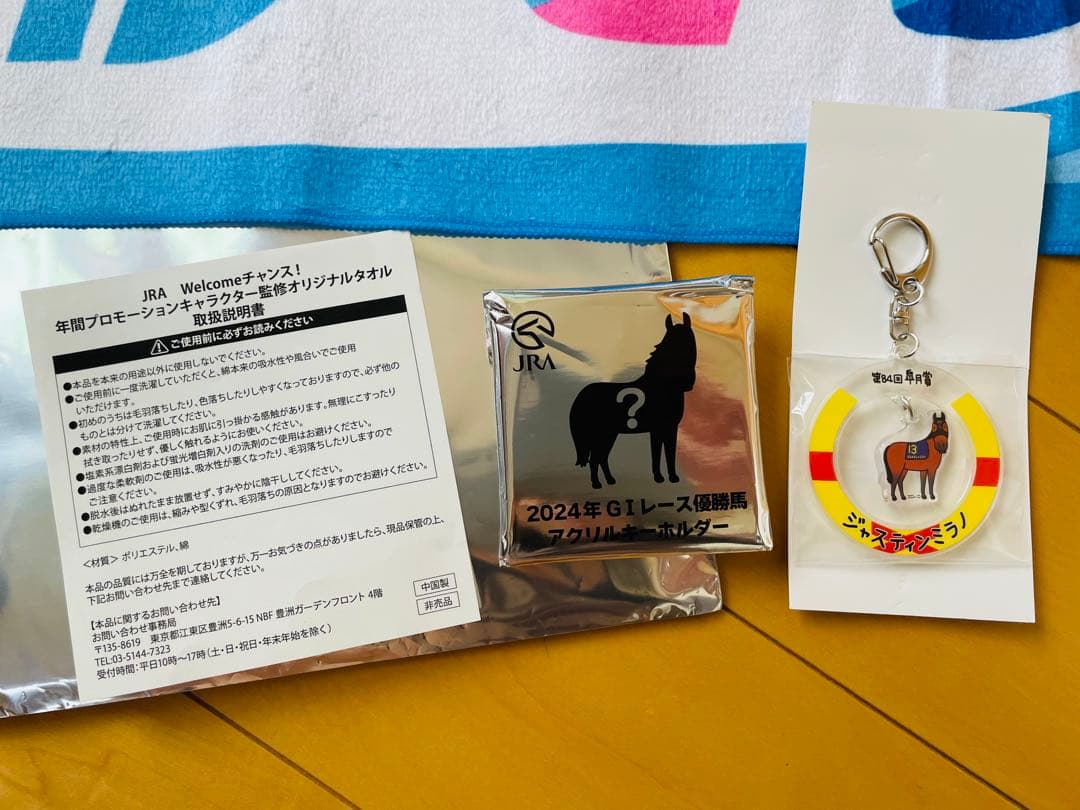 JRA Welcomeチャンス！
年間プロモーションキャラクター監修オリジナルタオル
取扱説明書
ご使用前に必ずお読みください
●本品を本来の用途以外に使用しないでください。
●ご使用前に一度洗濯していただくと、綿本来の吸水性や風合いでご使用
いただけます。
●初めのうちは毛羽落ちしたり、色落ちしたりしやすくなっておりますので、必ず他の
ものとは分けて洗濯してください。
●素材の特性上、ご使用時にお肌に引っ掛かる感触があります。無理にこすったり
拭き取ったりせず、優しく触れるようにお使いください。
●塩素系漂白剤および蛍光増白剤入りの洗剤のご使用はお避けください。
●過度な柔軟剤のご使用は、吸水性が悪くなったり、毛羽落ちしたりしますので
ご注意ください。
●脱水後はぬれたまま放置せず、すみやかに陰干ししてください。
●乾燥機のご使用は、縮みや型くずれ、毛羽落ちの原因となりますのでお避けください。
＜材質＞ ポリエステル、綿
本品の品質には万全を期しておりますが、万一お気づきの点がありましたら、現品保管の上、
下記お問い合わせ先まで連絡してください。
【本品に関するお問い合わせ先】
お問い合わせ事務局
〒135-8619 東京都江東区豊洲5-6-15 NBF 豊洲ガーデンフロント 4階
TEL:03-5144-7323
受付時間：平日10時～17時（土・日・祝日・年末年始を除く）
中国製
非売品
JRA
?
2024年GⅠレース優勝馬
アクリルキーホルダー
第84回 皐月賞
13
ジャスティンミラノ